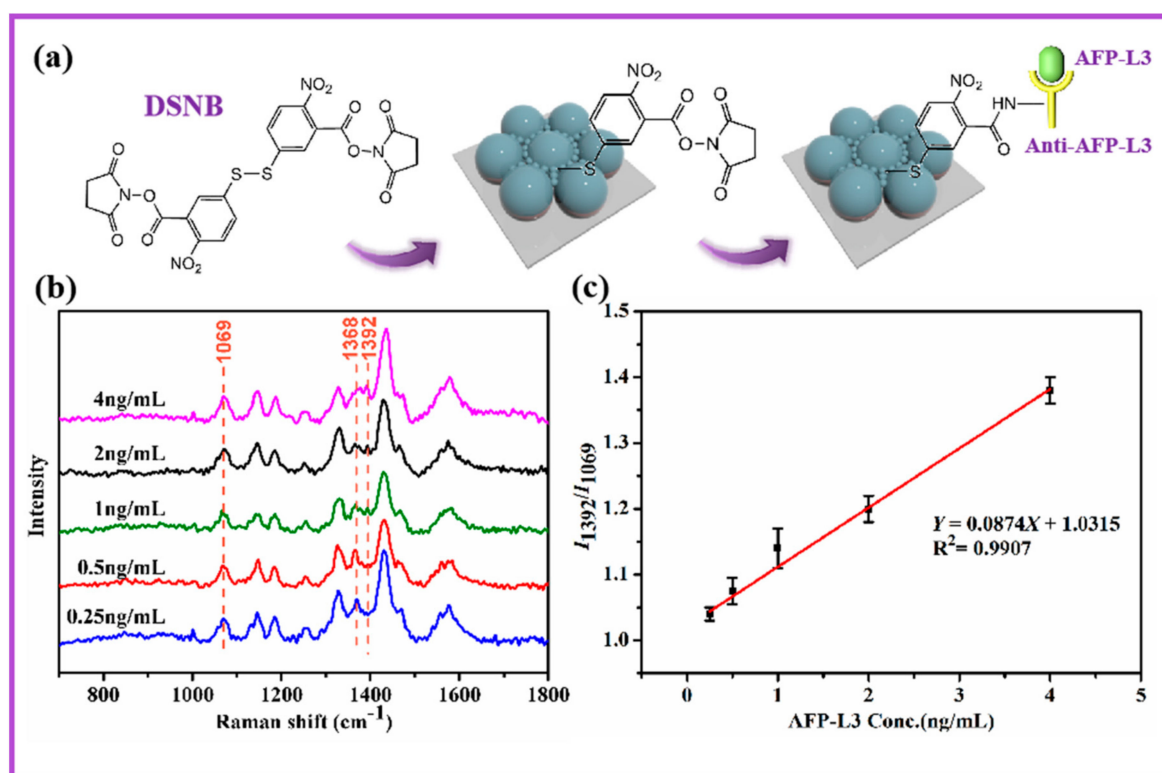 (a)
DSNB
NO₂
O
O
N
O
O
S
S
O
N
O
O
O
O
NO₂
NO₂
O
O
N
O
O
S
NO₂
HN
O
S
AFP-L3
Anti-AFP-L3
(b)
1069
1368
1392
4ng/mL
2ng/mL
1ng/mL
0.5ng/mL
0.25ng/mL
Intensity
800 1000 1200 1400 1600 1800
Raman shift (cm⁻¹)
(c)
1.5
1.4
1.3
1.2
1.1
1.0
I1392/I1069
Y = 0.0874X + 1.0315
R² = 0.9907
0 1 2 3 4 5
AFP-L3 Conc.(ng/mL)